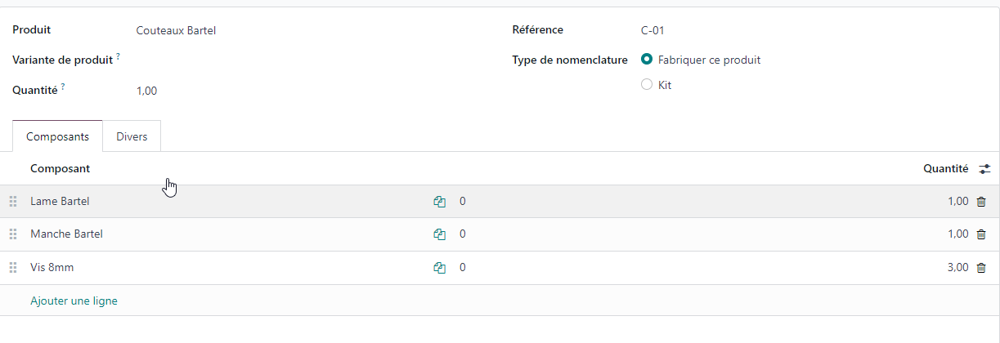 Produit Couteaux Bartel Référence C-01
Variante de produit ? Type de nomenclature Fabriquer ce produit
Quantité ? 1,00 Kit
Composants Divers
Composant Quantité
Lame Bartel 0 1,00
Manche Bartel 0 1,00
Vis 8mm 0 3,00
Ajouter une ligne